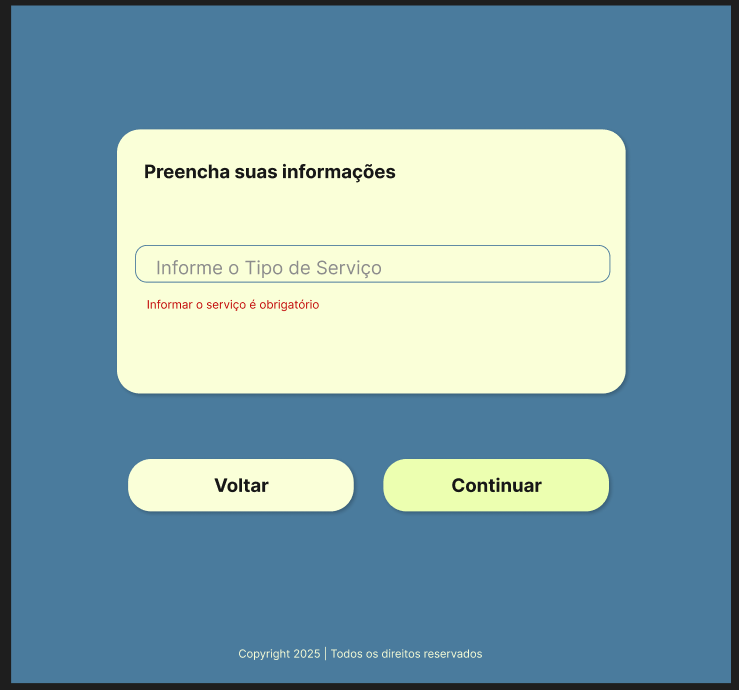 Preencha suas informações
Informe o Tipo de Serviço
Informar o serviço é obrigatório
Voltar
Continuar
Copyright 2025 | Todos os direitos reservados